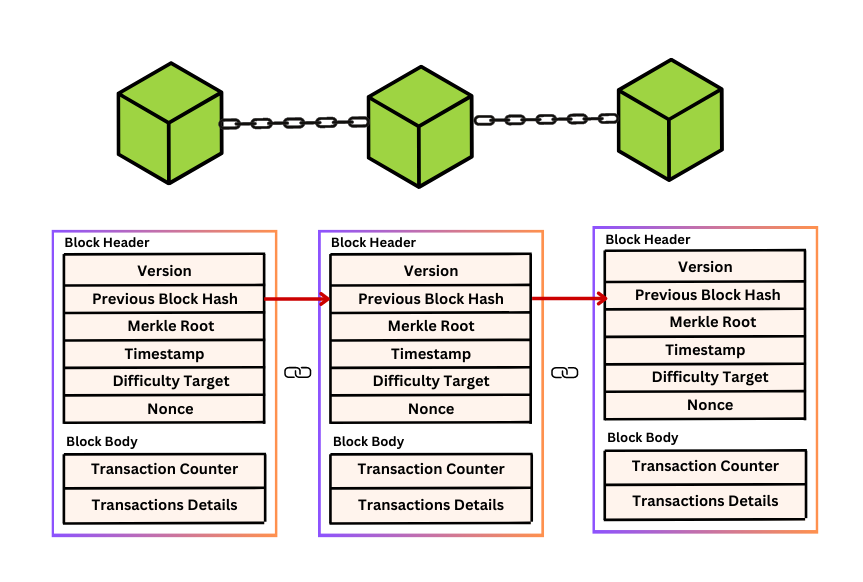 Block Header
Version
Previous Block Hash
Merkle Root
Timestamp
Difficulty Target
Nonce
Block Body
Transaction Counter
Transactions Details
Block Header
Version
Previous Block Hash
Merkle Root
Timestamp
Difficulty Target
Nonce
Block Body
Transaction Counter
Transactions Details
Block Header
Version
Previous Block Hash
Merkle Root
Timestamp
Difficulty Target
Nonce
Block Body
Transaction Counter
Transactions Details